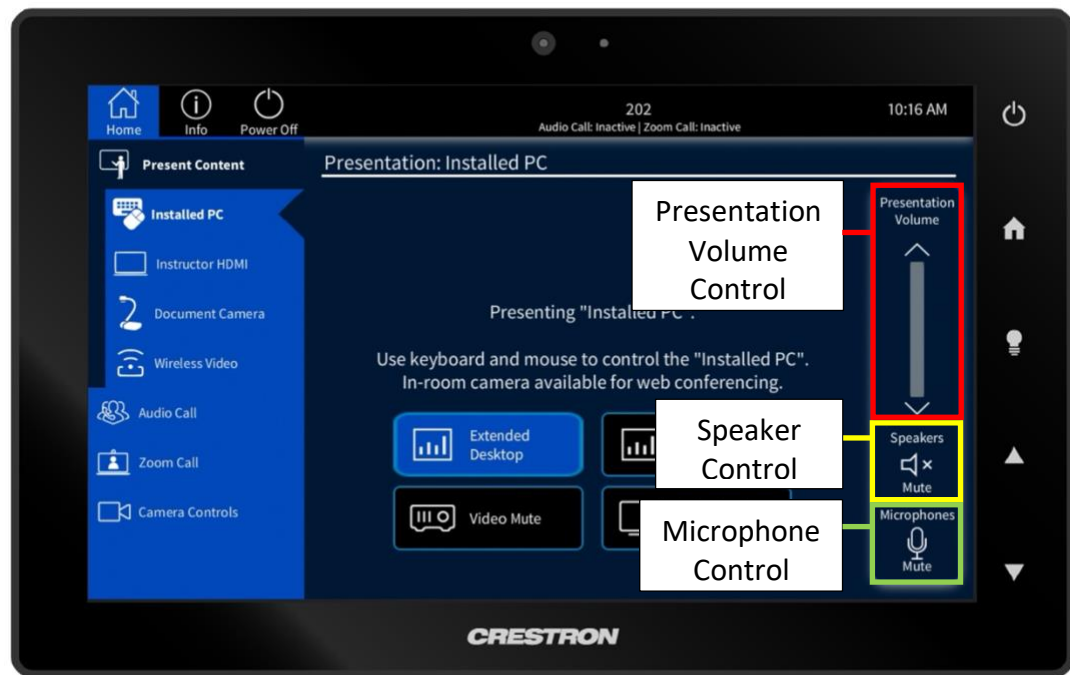 Home
Info
Power Off
202
Audio Call: Inactive | Zoom Call: Inactive
10:16 AM
Present Content
Installed PC
Instructor HDMI
Document Camera
Wireless Video
Audio Call
Zoom Call
Camera Controls
Presentation: Installed PC
Presenting "Installed PC".
Use keyboard and mouse to control the "Installed PC".
In-room camera available for web conferencing.
Extended
Desktop
Video Mute
Presentation
Volume
Control
Speaker
Control
Microphone
Control
Presentation
Volume
Speakers
Mute
Microphones
Mute
CRESTRON